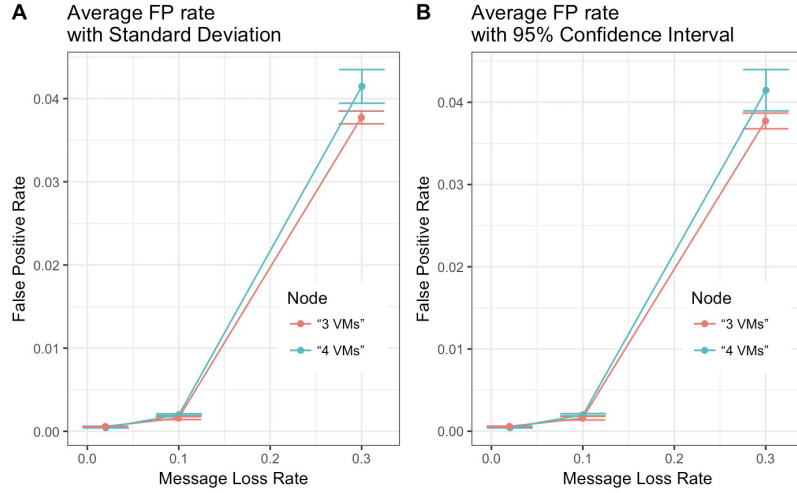 A
Average FP rate
with Standard Deviation
False Positive Rate
0.04
0.03
0.02
0.01
0.00
Node
“3 VMs”
“4 VMs”
0.0
0.1
0.2
0.3
Message Loss Rate
B
Average FP rate
with 95% Confidence Interval
False Positive Rate
0.04
0.03
0.02
0.01
0.00
Node
“3 VMs”
“4 VMs”
0.0
0.1
0.2
0.3
Message Loss Rate